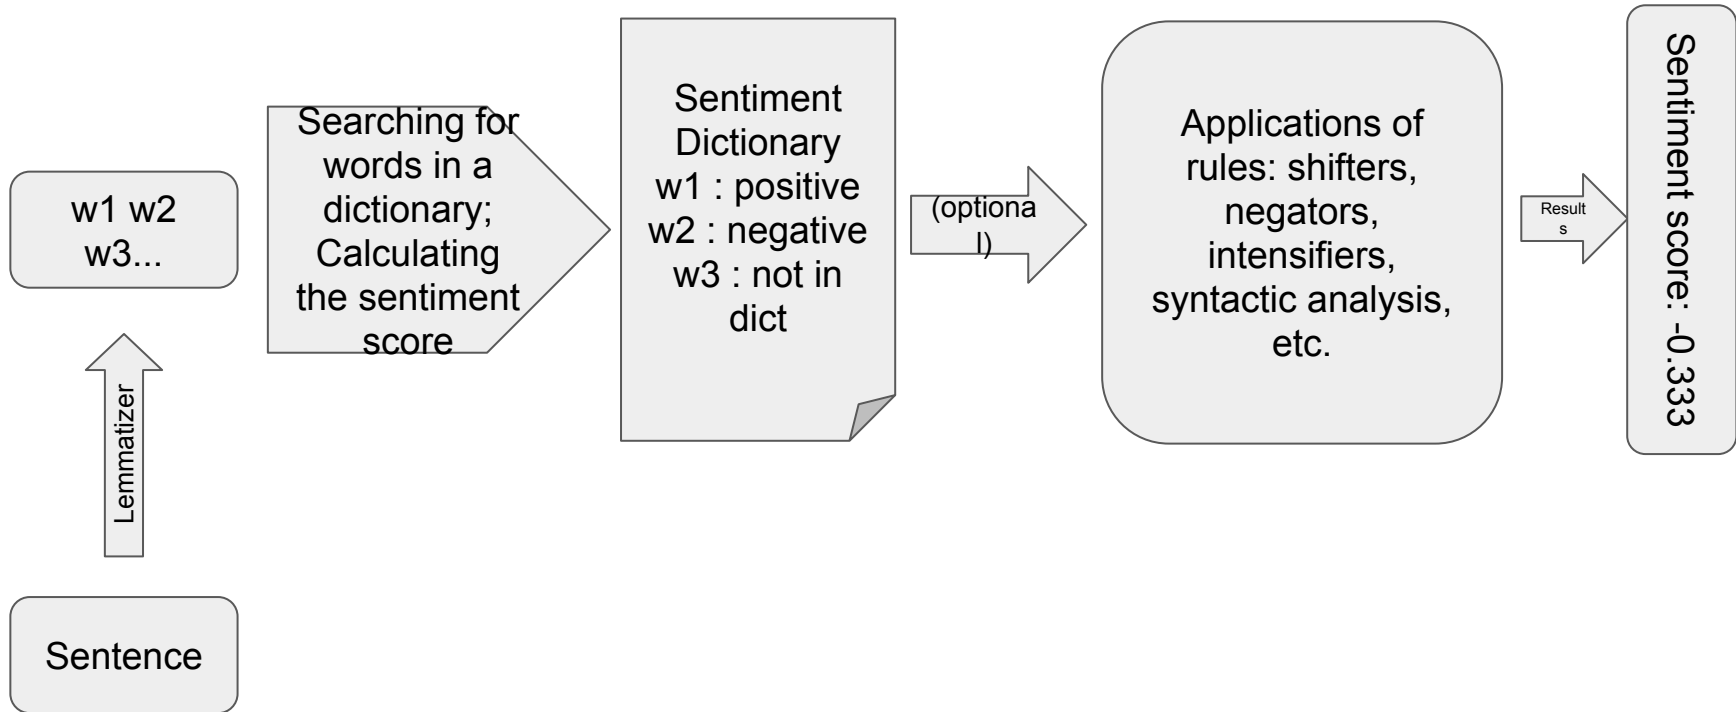 Sentence
Lemmatizer
w1 w2
w3...
Searching for
words in a
dictionary;
Calculating
the sentiment
score
Sentiment
Dictionary
w1 : positive
w2 : negative
w3 : not in
dict
(optiona
l)
Applications of
rules: shifters,
negators,
intensifiers,
syntactic analysis,
etc.
Result
s
Sentiment score: -0.333